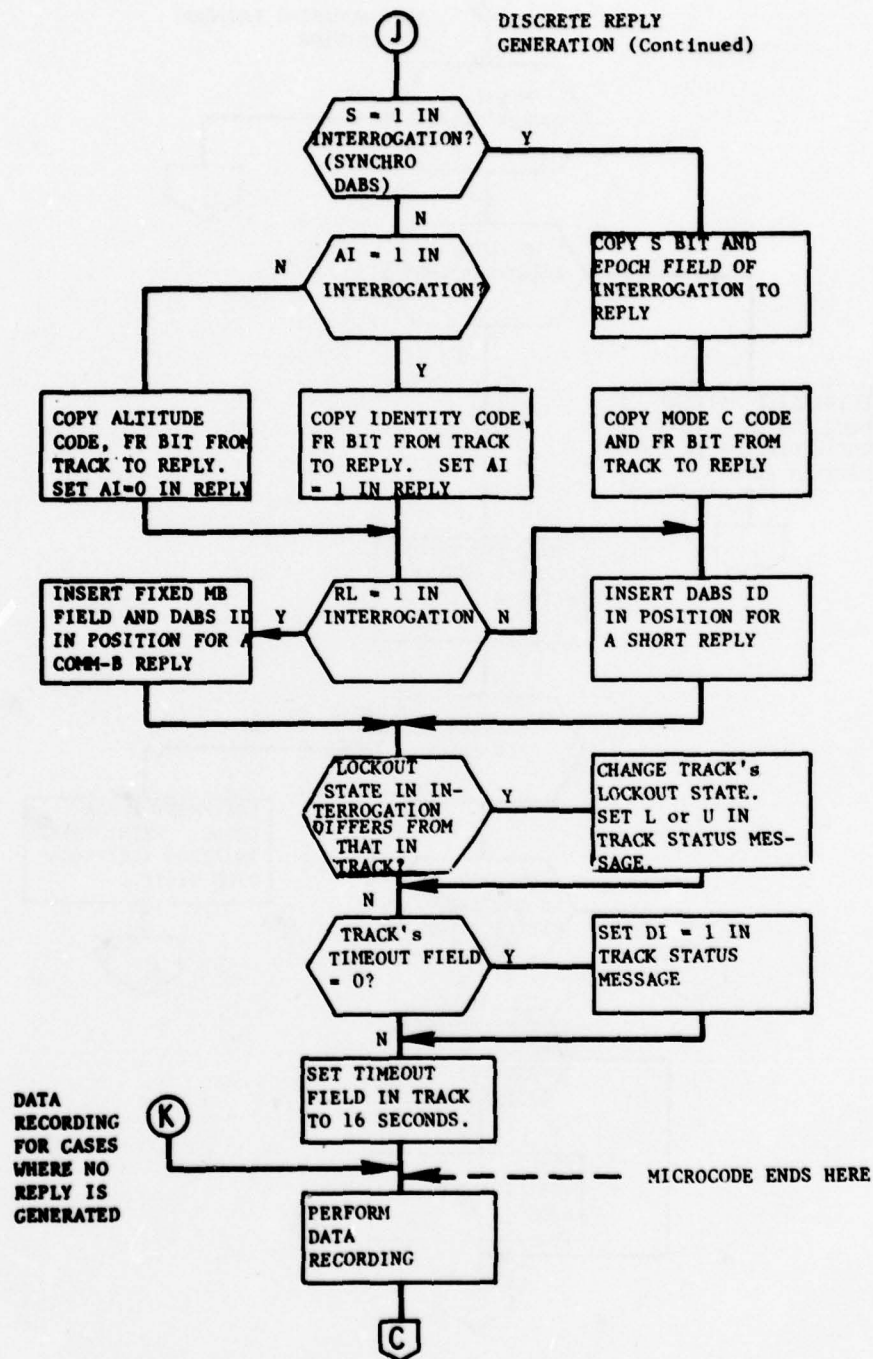 J
DISCRETE REPLY
GENERATION (Continued)
S = 1 IN
INTERROGATION?
(SYNCHRO
DABS)
Y
N
AI = 1 IN
INTERROGATION?
N
Y
COPY S BIT AND
EPOCH FIELD OF
INTERROGATION TO
REPLY
COPY ALTITUDE
CODE, FR BIT FROM
TRACK TO REPLY.
SET AI=0 IN REPLY
COPY IDENTITY CODE,
FR BIT FROM TRACK
TO REPLY. SET AI
= 1 IN REPLY
COPY MODE C CODE
AND FR BIT FROM
TRACK TO REPLY
INSERT FIXED MB
FIELD AND DABS ID
IN POSITION FOR A
COMM-B REPLY
Y
RL = 1 IN
INTERROGATION
N
INSERT DABS ID
IN POSITION FOR
A SHORT REPLY
LOCKOUT
STATE IN IN-
TERROGATION
DIFFERS FROM
THAT IN
TRACK?
Y
N
CHANGE TRACK's
LOCKOUT STATE.
SET L or U IN
TRACK STATUS MES-
SAGE.
TRACK's
TIMEOUT FIELD
= 0?
Y
N
SET DI = 1 IN
TRACK STATUS
MESSAGE
SET TIMEOUT
FIELD IN TRACK
TO 16 SECONDS.
DATA
RECORDING
FOR CASES
WHERE NO
REPLY IS
GENERATED
K
MICROCODE ENDS HERE
PERFORM
DATA
RECORDING
C